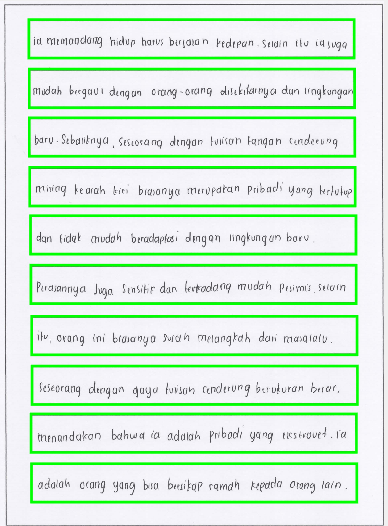 ia memandang hidup harus berjalan kedepan. Selain itu ia juga
mudah bergaul dengan orang-orang disekitarnya dan lingkungan
baru. Sebaliknya, seseorang dengan tulisan tangan cenderung
miring kearah kiri biasanya merupakan pribadi yang tertutup
dan tidak mudah beradaptasi dengan lingkungan baru.
Perasannya juga sensitif dan terkadang mudah pesimis. selain
itu, orang ini biasanya susah melangkah dari masalalu.
Seseorang dengan gaya tulisan cenderung berukuran besar,
menandakan bahwa ia adalah pribadi yang ekstrovet. ia
adalah orang yang bisa bersikap ramah kepada orang lain.